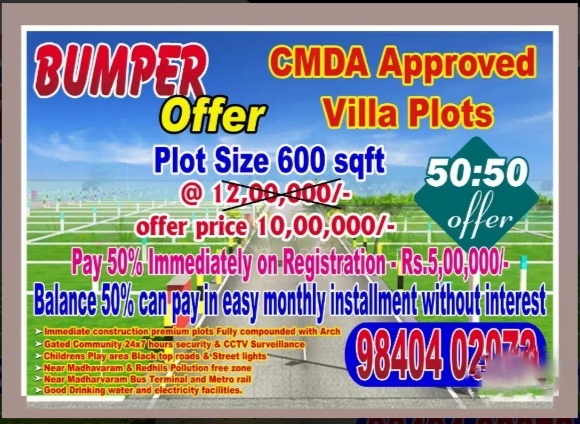 BUMPER
Offer
CMDA Approved
Villa Plots
Plot Size 600 sqft
@ 12,00,000/-
offer price 10,00,000/-
50:50
offer
Pay 50% Immediately on Registration - Rs.5,00,000/-
Balance 50% can pay in easy monthly installment without interest
➤ Immediate construction premium plots Fully compounded with Arch
➤ Gated Community 24x7 hours security & CCTV Surveillance
➤ Childrens Play area Black top roads & Street lights
➤ Near Madhavaram & Redhils Pollution free zone
➤ Near Madharvaram Bus Terminal and Metro rail
➤ Good Drinking water and electricity facilities.
98404